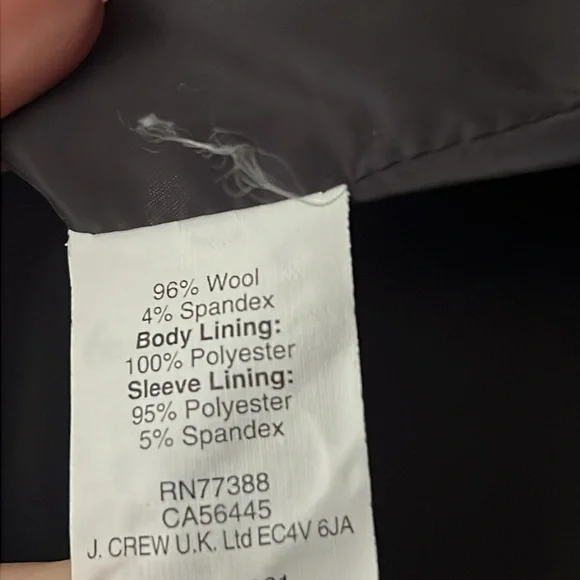 96% Wool
4% Spandex
Body Lining:
100% Polyester
Sleeve Lining:
95% Polyester
5% Spandex
RN77388
CA56445
J. CREW U.K. Ltd EC4V 6JA